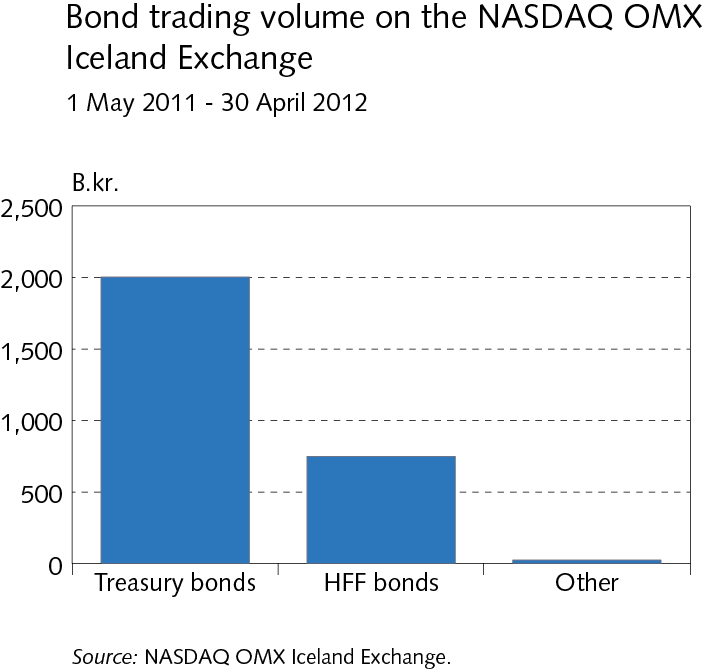 Bond trading volume on the NASDAQ OMX
Iceland Exchange
1 May 2011 - 30 April 2012
B.kr.
2,500
2,000
1,500
1,000
500
0
Treasury bonds
HFF bonds
Other
Source: NASDAQ OMX Iceland Exchange.